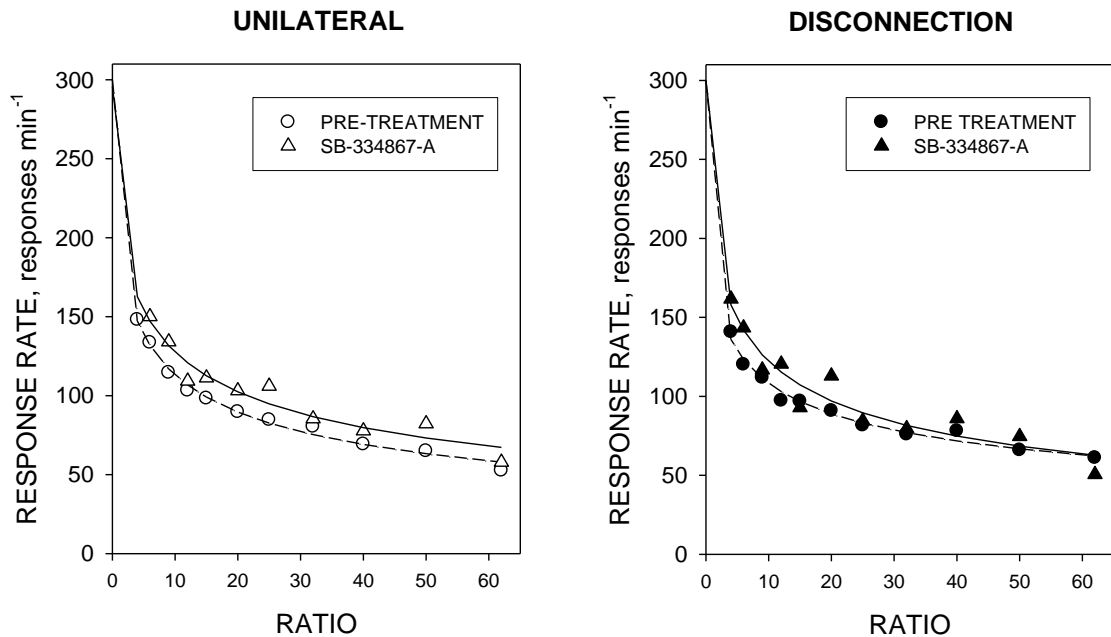 UNILATERAL
RESPONSE RATE, responses min-1
300
250
200
150
100
50
0
PRE-TREATMENT
SB-334867-A
0 10 20 30 40 50 60
RATIO
DISCONNECTION
RESPONSE RATE, responses min-1
300
250
200
150
100
50
0
PRE TREATMENT
SB-334867-A
0 10 20 30 40 50 60
RATIO